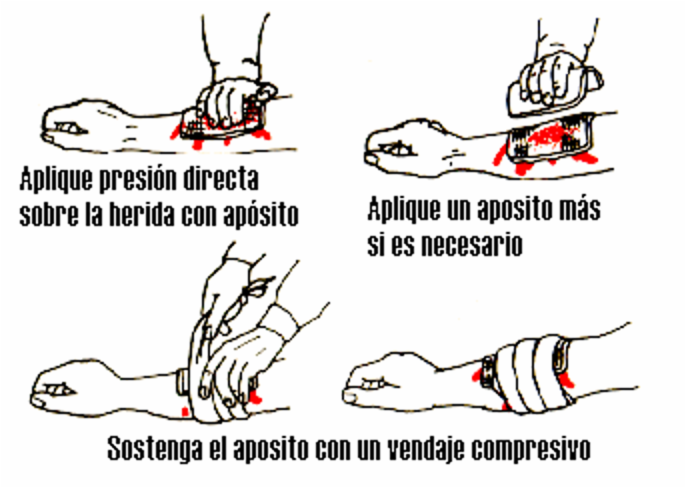 Aplique presión directa
sobre la herida con apósito
Aplique un aposito más
si es necesario
Sostenga el aposito con un vendaje compresivo